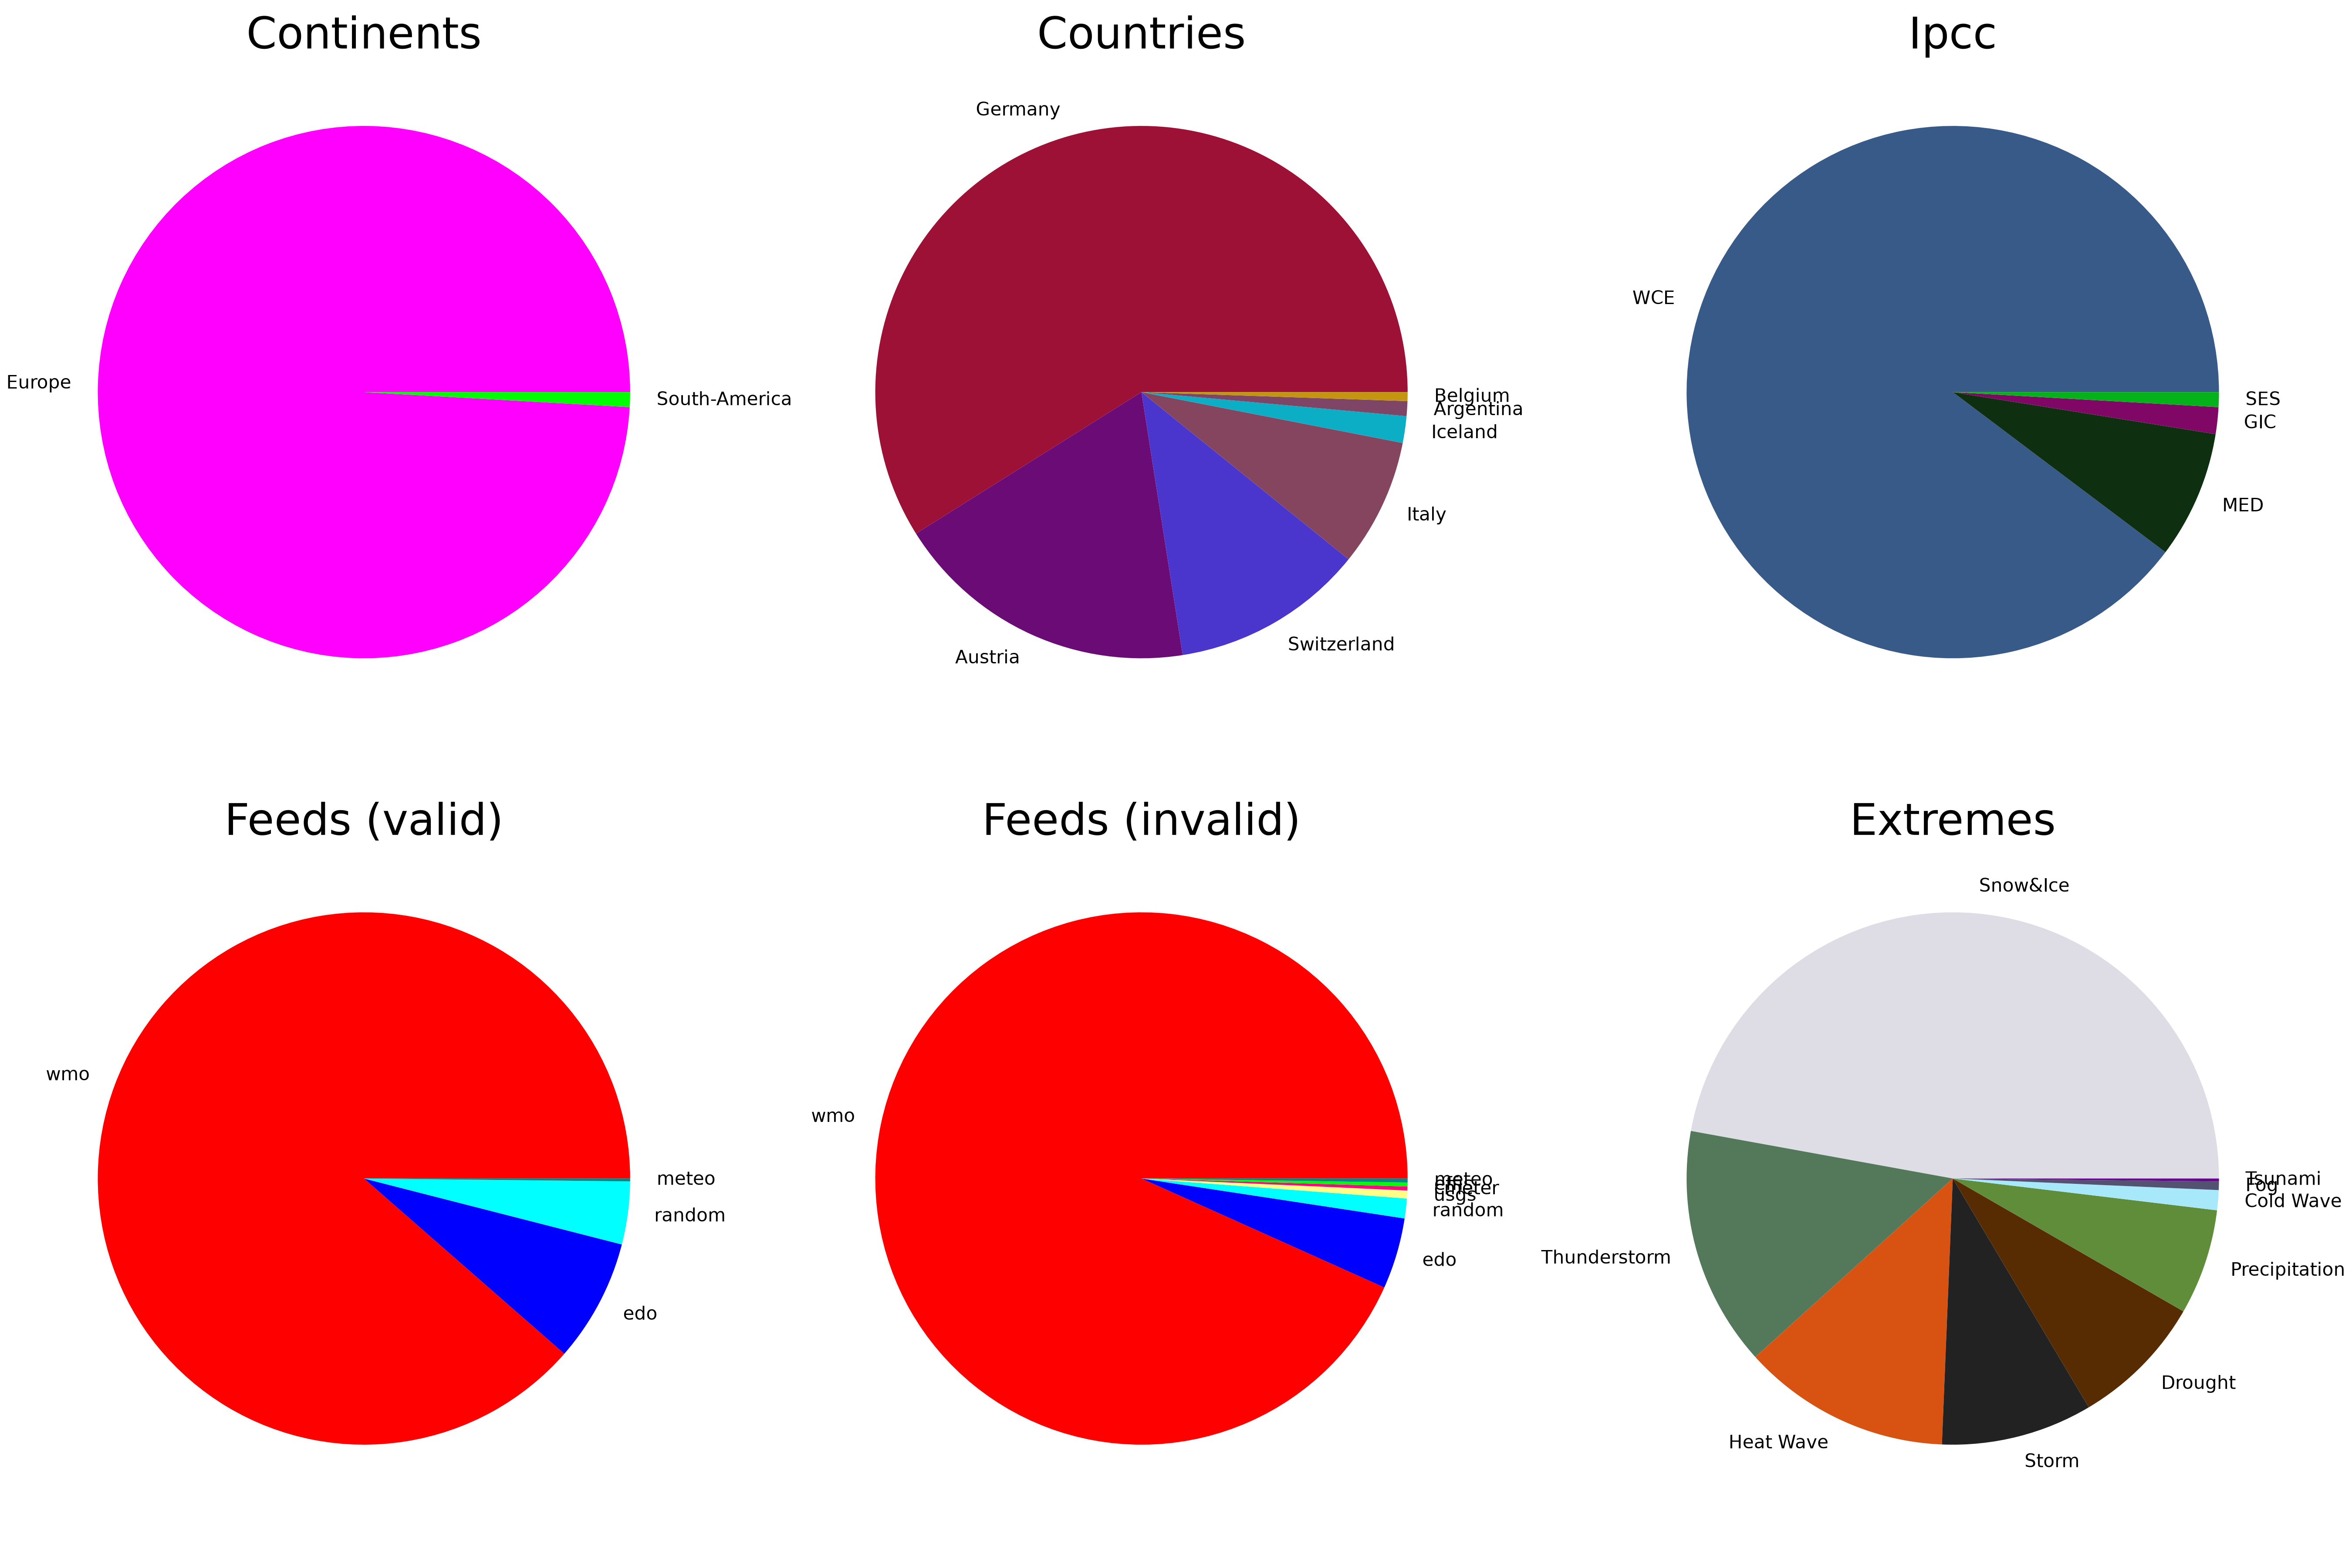 Continents
Countries
Ipcc
Germany
WCE
Europe
South-America
Belgium
Argentina
Iceland
Italy
Switzerland
Austria
SES
GIC
MED
Feeds (valid)
Feeds (invalid)
Extremes
wmo
meteo
random
edo
wmo
meteo
usgs
random
edo
Snow&Ice
Thunderstorm
Tsunami
Fog
Cold Wave
Precipitation
Drought
Heat Wave
Storm